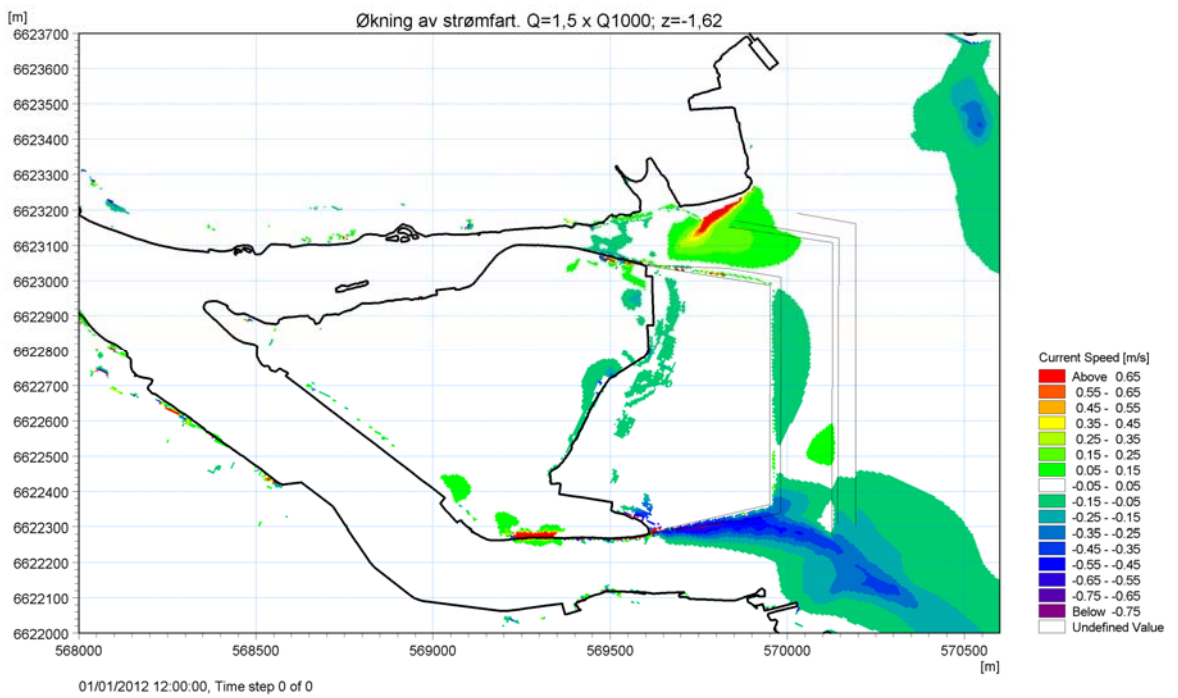 Økning av strømfart. Q=1,5 x Q1000; z=-1,62
[m]
6623700
6623600
6623500
6623400
6623300
6623200
6623100
6623000
6622900
6622800
6622700
6622600
6622500
6622400
6622300
6622200
6622100
6622000
568000 568500 569000 569500 570000 570500
[m]
01/01/2012 12:00:00, Time step 0 of 0
Current Speed [m/s]
Above 0.65
0.55 - 0.65
0.45 - 0.55
0.35 - 0.45
0.25 - 0.35
0.15 - 0.25
0.05 - 0.15
-0.05 - 0.05
-0.15 - -0.05
-0.25 - -0.15
-0.35 - -0.25
-0.45 - -0.35
-0.55 - -0.45
-0.65 - -0.55
-0.75 - -0.65
Below -0.75
Undefined Value